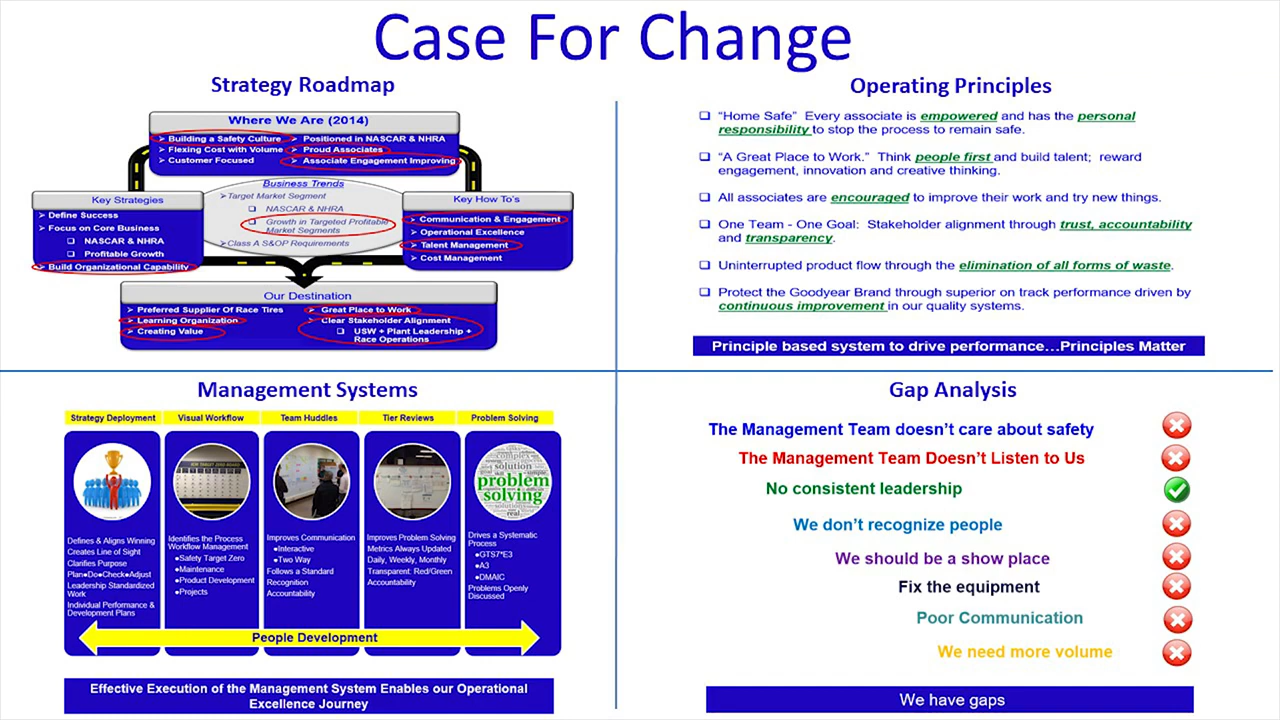 Case For Change
Strategy Roadmap
Where We Are (2014)
Building a Safety Culture
Flexing Cost with Volume
Customer Focused
Positioned in NASCAR & NHRA
Proud Associates
Associate Engagement Improving
Key Strategies
Define Success
Focus on Core Business
NASCAR & NHRA
Profitable Growth
Build Organizational Capability
Business Trends
Target Market Segment
NASCAR & NHRA
Growth in Targeted Profitable
Market Segments
Class A S&OP Requirements
Key How To's
Communication & Engagement
Operational Excellence
Talent Management
Cost Management
Our Destination
Preferred Supplier Of Race Tires
Learning Organization
Creating Value
Great Place to Work
Clear Stakeholder Alignment
USW + Plant Leadership +
Race Operations
Operating Principles
“Home Safe” Every associate is empowered and has the personal
responsibility to stop the process to remain safe.
“A Great Place to Work.” Think people first and build talent; reward
engagement, innovation and creative thinking.
All associates are encouraged to improve their work and try new things.
One Team - One Goal: Stakeholder alignment through trust, accountability
and transparency.
Uninterrupted product flow through the elimination of all forms of waste.
Protect the Goodyear Brand through superior on track performance driven by
continuous improvement in our quality systems.
Principle based system to drive performance…Principles Matter
Management Systems
Strategy Deployment
Defines & Aligns Winning
Creates Line of Sight
Clarifies Purpose
Plan●Do●Check●Adjust
Leadership Standardized
Work
Individual Performance &
Development Plans
Visual Workflow
Identifies the Process
Workflow Management
●Safety Target Zero
●Maintenance
●Product Development
●Projects
Team Huddles
Improves Communication
●Interactive
●Two Way
Follows a Standard
Recognition
Accountability
Tier Reviews
Improves Problem Solving
Metrics Always Updated
Daily, Weekly, Monthly
Transparent: Red/Green
Accountability
Problem Solving
complex
solution
problem
solving
real
Drives a Systematic
Process
●GTS7*E3
●A3
●DMAIC
Problems Openly
Discussed
People Development
Effective Execution of the Management System Enables our Operational
Excellence Journey
Gap Analysis
The Management Team doesn’t care about safety
The Management Team Doesn’t Listen to Us
No consistent leadership
We don’t recognize people
We should be a show place
Fix the equipment
Poor Communication
We need more volume
We have gaps